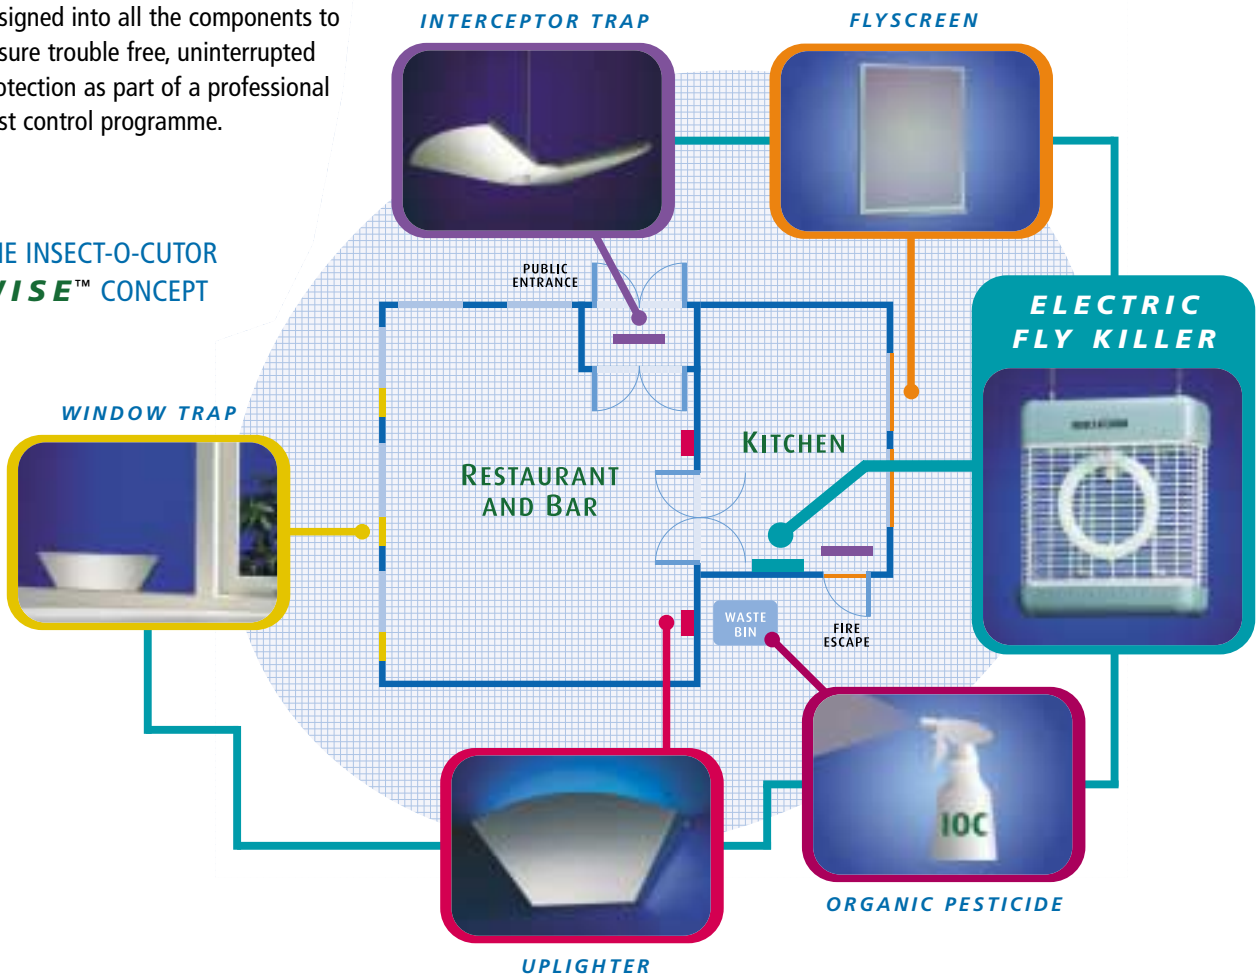 signed into all the components to
sure trouble free, uninterrupted
otection as part of a professional
st control programme.
INTERCEPTOR TRAP
FLYSCREEN
HE INSECT-O-CUTOR
VISE™ CONCEPT
PUBLIC
ENTRANCE
ELECTRIC
FLY KILLER
WINDOW TRAP
KITCHEN
RESTAURANT
AND BAR
WASTE
BIN
FIRE
ESCAPE
IOC
ORGANIC PESTICIDE
UPLIGHTER